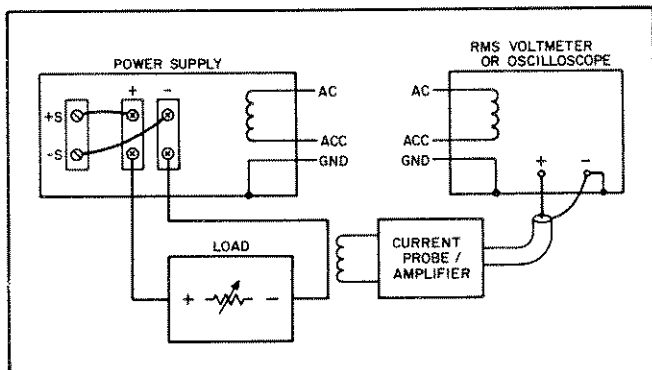 POWER SUPPLY
+ -
+S
-S
AC
ACC
GND
RMS VOLTMETER
OR OSCILLOSCOPE
AC
ACC
GND
+ -
LOAD
+ -
CURRENT
PROBE /
AMPLIFIER